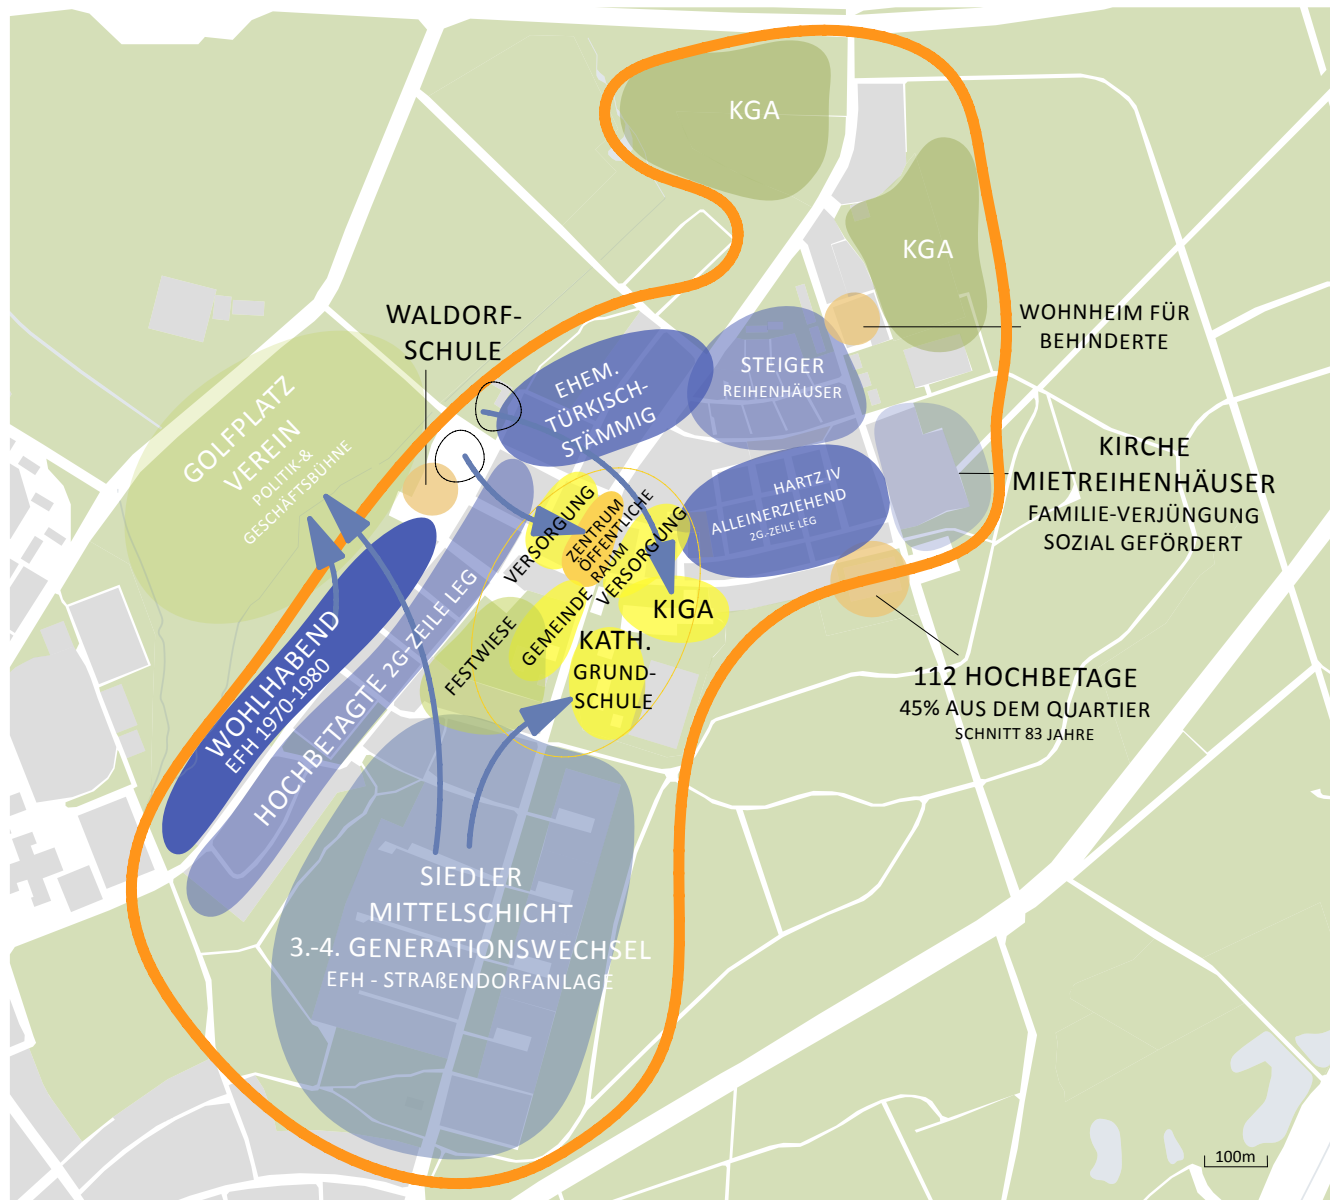 KGA
KGA
WALDORF-
SCHULE
WOHNHEIM FÜR
BEHINDERTE
EHEM.
TÜRKISCH-
STÄMMIG
STEIGER
REIHENHÄUSER
GOLFPLATZ
VEREIN
POLITIK-&
GESCHÄFTSBÜHNE
KIRCHE
MIETREIHENHÄUSER
FAMILIE-VERJÜNGUNG
SOZIAL GEFÖRDERT
HARTZ IV
ALLEINERZIEHEND
2G.-ZEILE LEG
VERSORGUNG
ZENTRUM
ÖFFENTLICHE
RAUM
VERSORGUNG
GEMEINDE
FESTWIESE
KIGA
KATH.
GRUND-
SCHULE
WOHLHABEND
EFH 1970-1980
HOCHBETAGTE 2G-ZEILE LEG
112 HOCHBETAGE
45% AUS DEM QUARTIER
SCHNITT 83 JAHRE
SIEDLER
MITTELSCHICHT
3.-4. GENERATIONSWECHSEL
EFH - STRAßENDORFANLAGE
100m